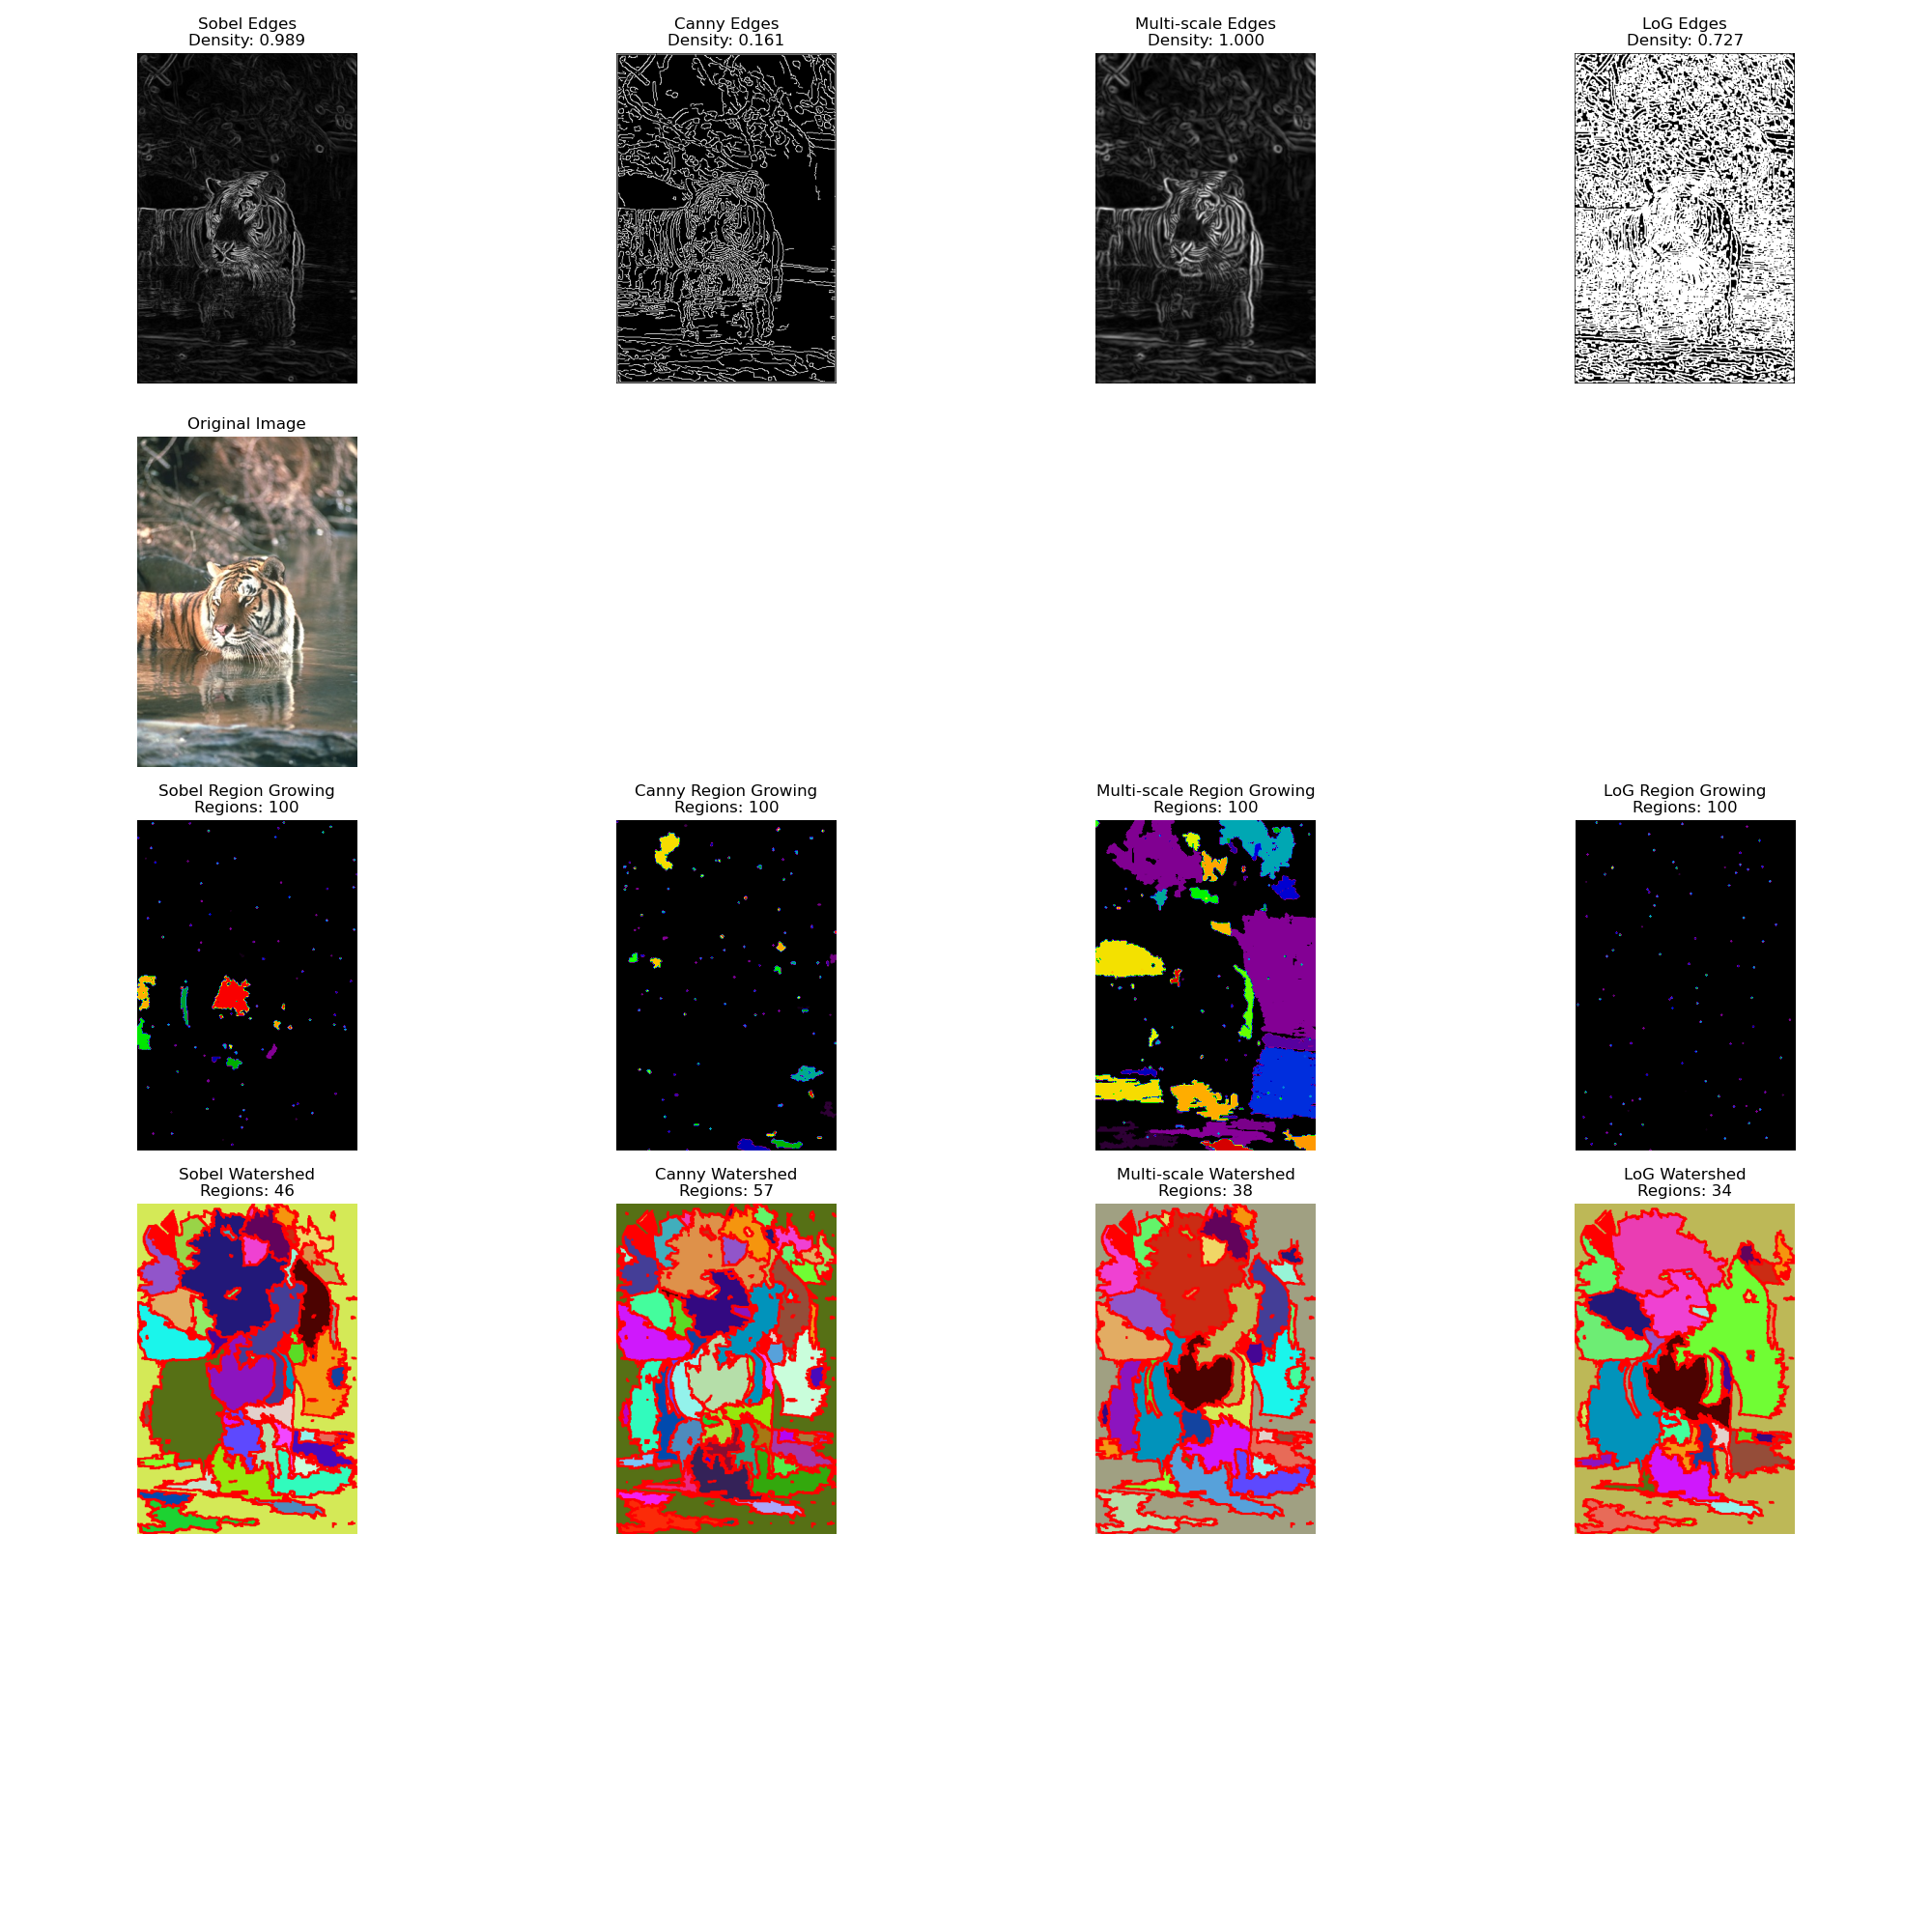 Sobel Edges
Density: 0.989
Canny Edges
Density: 0.161
Multi-scale Edges
Density: 1.000
LoG Edges
Density: 0.727
Original Image
Sobel Region Growing
Regions: 100
Canny Region Growing
Regions: 100
Multi-scale Region Growing
Regions: 100
LoG Region Growing
Regions: 100
Sobel Watershed
Regions: 46
Canny Watershed
Regions: 57
Multi-scale Watershed
Regions: 38
LoG Watershed
Regions: 34